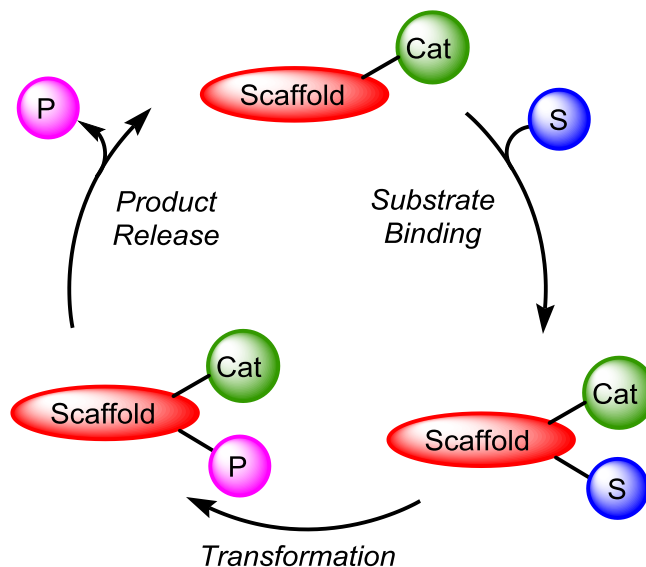 Cat
Scaffold
P
S
Product
Release
Substrate
Binding
Cat
Scaffold
P
Cat
Scaffold
S
Transformation